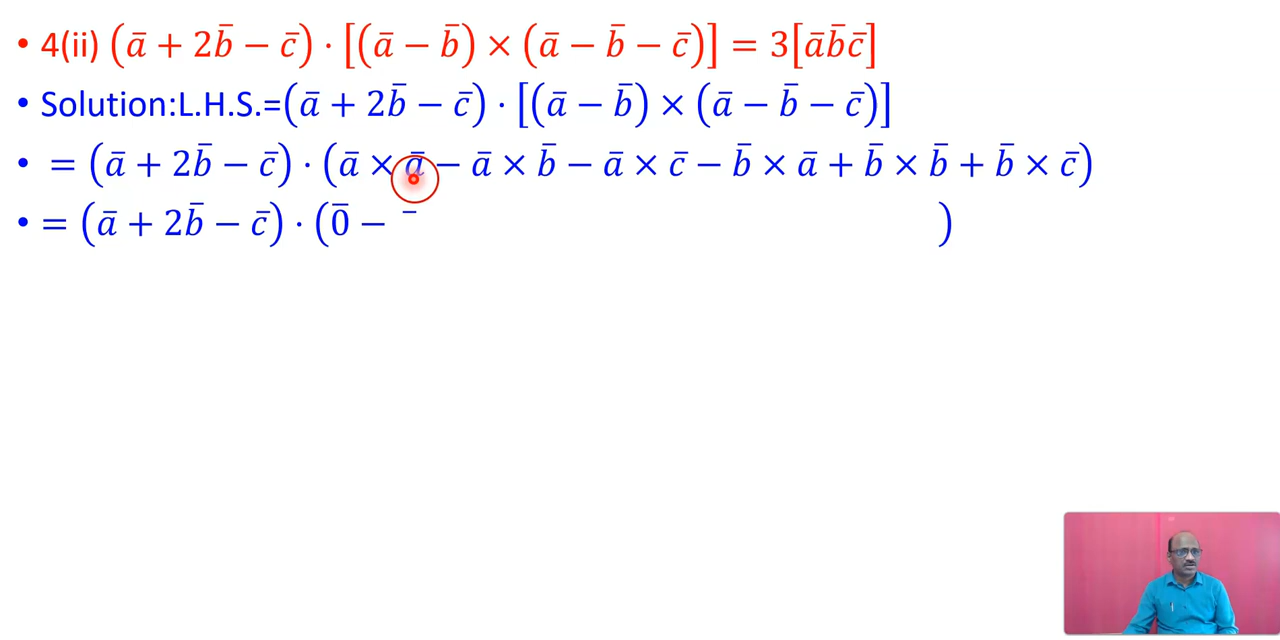 • 4(ii) (ā + 2b̄ − c̄) · [(ā − b̄) × (ā − b̄ − c̄)] = 3[āb̄c̄]
• Solution:L.H.S.=(ā + 2b̄ − c̄) · [(ā − b̄) × (ā − b̄ − c̄)]
• = (ā + 2b̄ − c̄) · (ā × ā − ā × b̄ − ā × c̄ − b̄ × ā + b̄ × b̄ + b̄ × c̄)
• = (ā + 2b̄ − c̄) · (0̄ − ¯ )